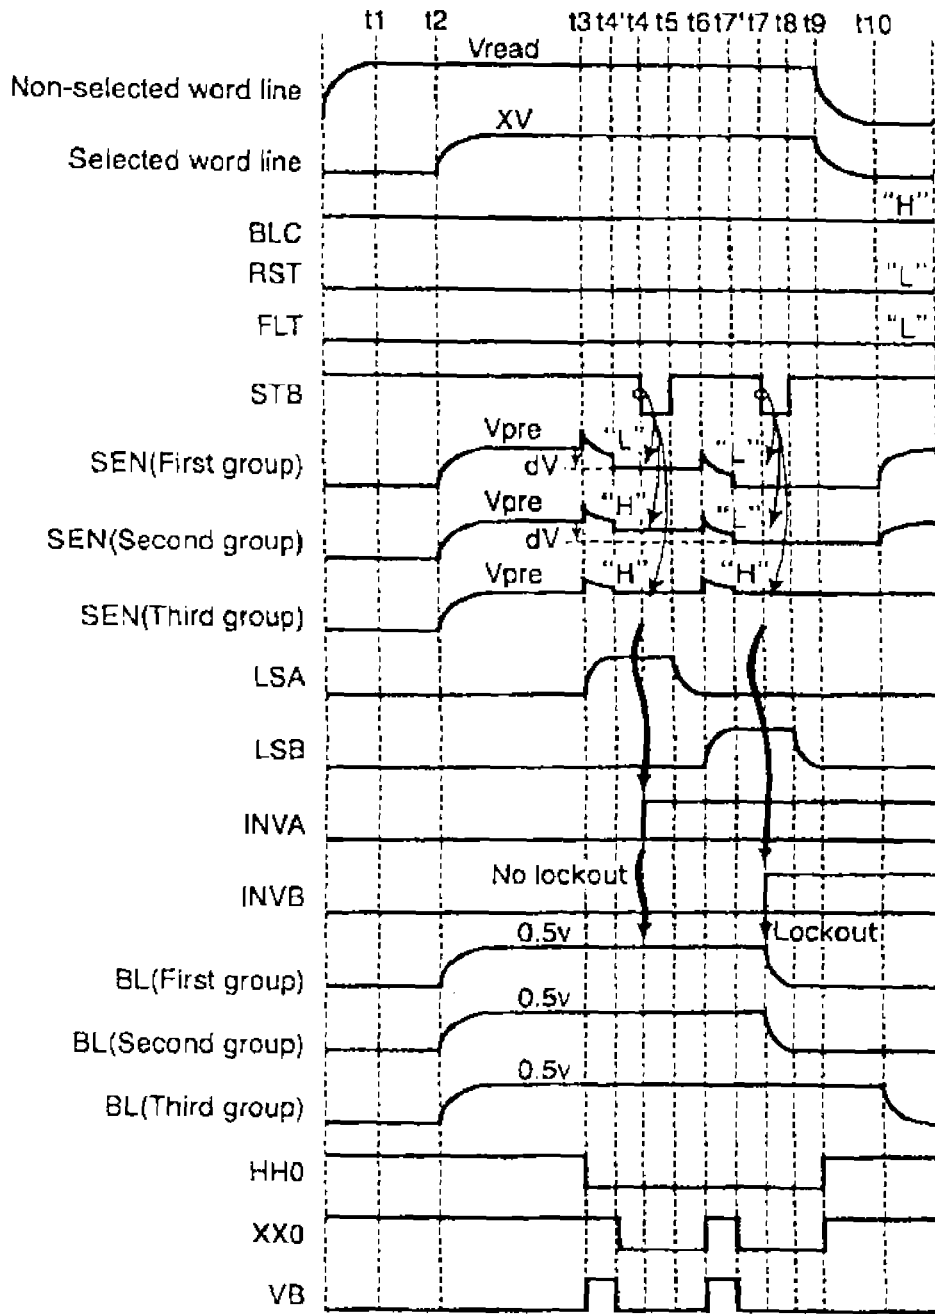 t1 t2 t3 t4' t4 t5 t6 t7' t7 t8 t9 t10
Vread
Non-selected word line
XV
Selected word line
"H"
BLC
RST "L"
FLT "L"
STB
Vpre "L"
SEN(First group) dV "L"
Vpre "H"
SEN(Second group) dV "L"
Vpre "H" "H"
SEN(Third group)
LSA
LSB
INVA
No lockout
INVB
0.5v Lockout
BL(First group)
0.5v
BL(Second group)
0.5v
BL(Third group)
HH0
XX0
VB